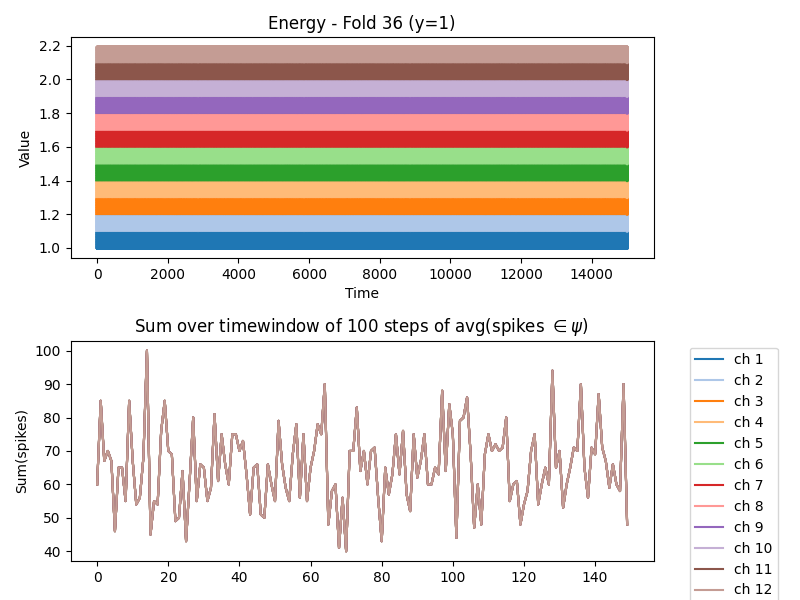 Energy - Fold 36 (y=1)
Value
2.2
2.0
1.8
1.6
1.4
1.2
1.0
0 2000 4000 6000 8000 10000 12000 14000
Time
Sum over timewindow of 100 steps of avg(spikes ∈ ψ)
Sum(spikes)
100
90
80
70
60
50
40
0 20 40 60 80 100 120 140
ch 1
ch 2
ch 3
ch 4
ch 5
ch 6
ch 7
ch 8
ch 9
ch 10
ch 11
ch 12